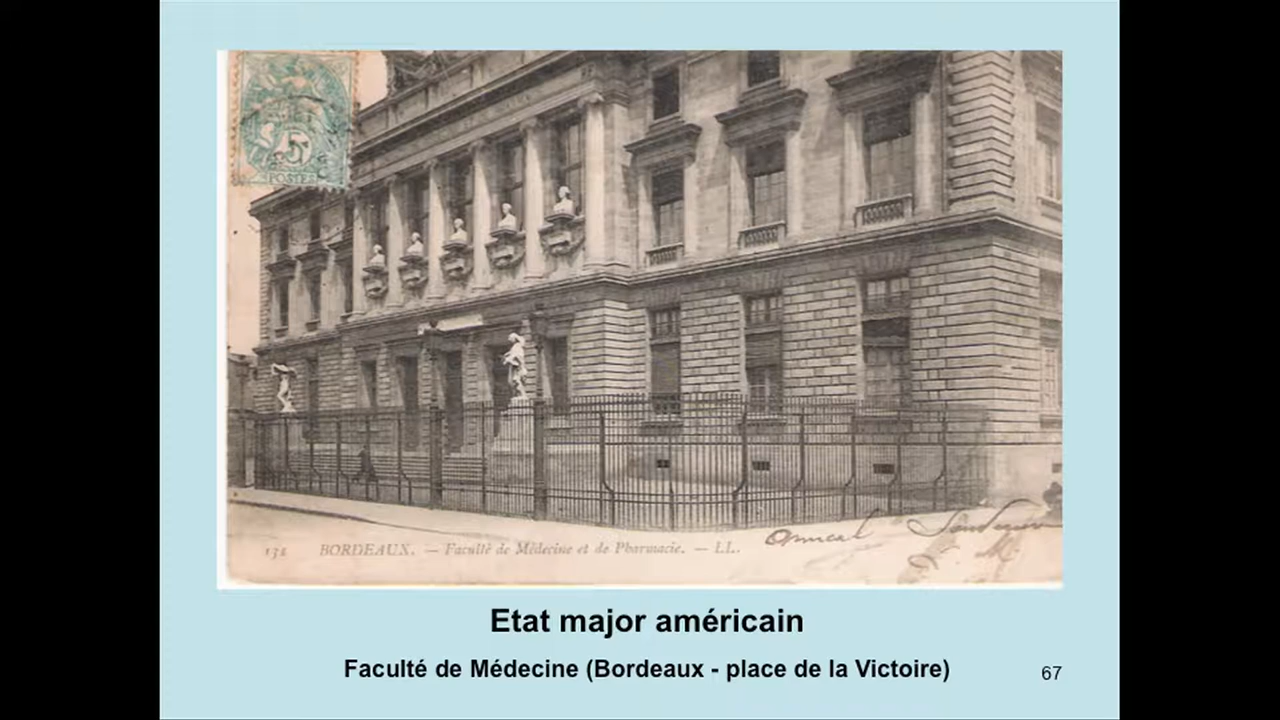 5
POSTES
BORDEAUX. — Faculté de Médecine et de Pharmacie. — LL.
Etat major américain
Faculté de Médecine (Bordeaux - place de la Victoire)
67